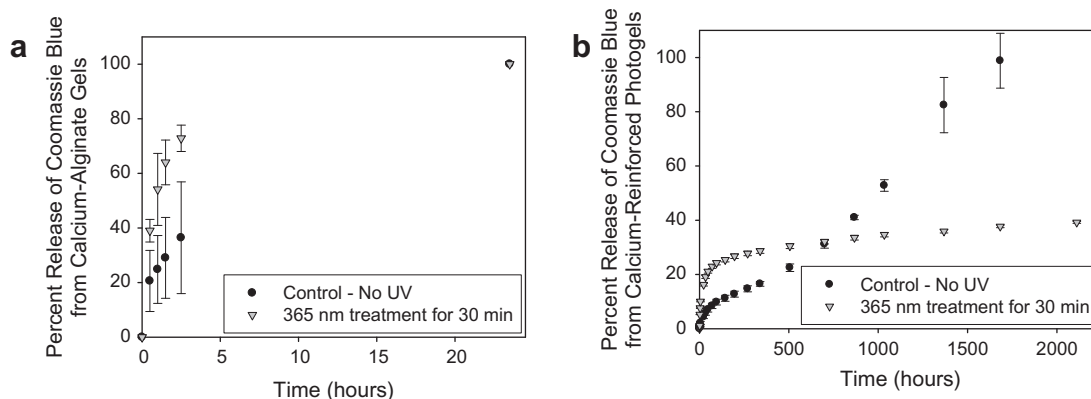 a
Percent Release of Coomassie Blue
from Calcium-Alginate Gels
100
80
60
40
20
0
0
5
10
15
20
Time (hours)
Control - No UV
365 nm treatment for 30 min
b
Percent Release of Coomassie Blue
from Calcium-Reinforced Photogels
100
80
60
40
20
0
0
500
1000
1500
2000
Time (hours)
Control - No UV
365 nm treatment for 30 min